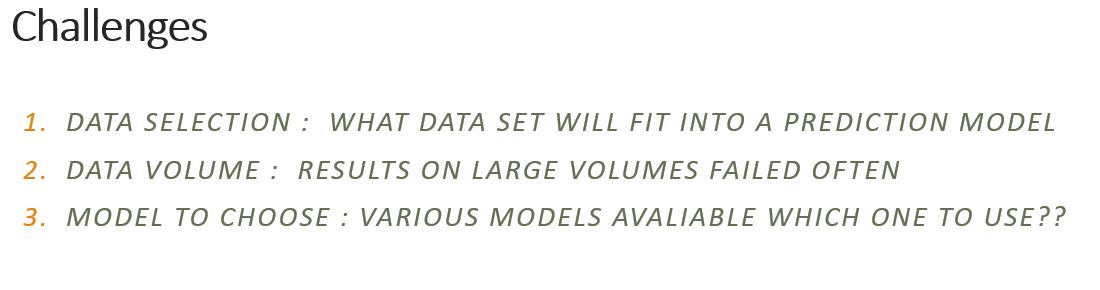 Challenges
1. DATA SELECTION : WHAT DATA SET WILL FIT INTO A PREDICTION MODEL
2. DATA VOLUME : RESULTS ON LARGE VOLUMES FAILED OFTEN
3. MODEL TO CHOOSE : VARIOUS MODELS AVALIABLE WHICH ONE TO USE??